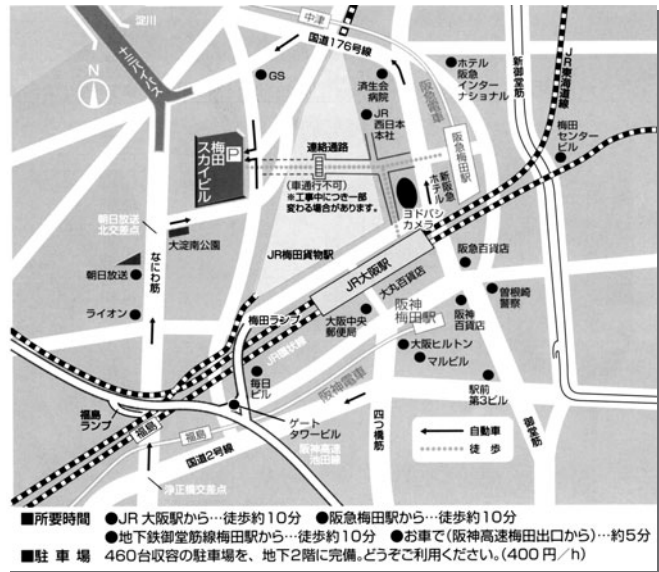 淀川
ナニワトルパス
N
中津
国道176号線
GS
済生会
病院
JR
西日本
本社
阪急電車
ホテル
阪急
インター
ナショナル
新御堂筋
JR東海道線
梅田
センター
ビル
梅田
スカイビル
P
連絡通路
(車通行不可)
※工事中につき一部
変わる場合があります。
阪急梅田駅
新阪急
ホテル
ヨドバシ
カメラ
朝日放送
北交差点
大淀南公園
なにわ筋
JR梅田貨物駅
JR大阪駅
阪急百貨店
朝日放送
ライオン
大丸百貨店
曽根崎
警察
梅田ランプ
大阪中央
郵便局
阪神
梅田駅
阪神
百貨店
JR環状線
大阪ヒルトン
マルビル
毎日
ビル
阪神電車
駅前
第3ビル
福島
ランプ
福島
福島
ゲート
タワービル
国道2号線
阪神高速
池田線
四つ橋筋
御堂筋
浄正橋交差点
自動車
徒歩
■所要時間 ●JR大阪駅から…徒歩約10分 ●阪急梅田駅から…徒歩約10分
●地下鉄御堂筋線梅田駅から…徒歩約10分 ●お車で(阪神高速梅田出口から)…約5分
■駐車場 460台収容の駐車場を、地下2階に完備。どうぞご利用ください。(400円/h)